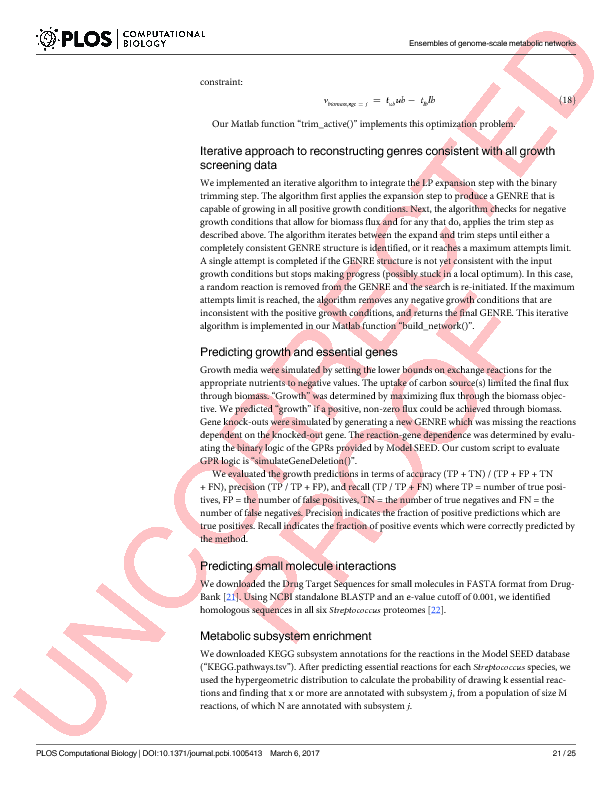 PLOS COMPUTATIONAL BIOLOGY
Ensembles of genome-scale metabolic networks
constraint:
v biomass,ngc = j = t ub ub − t lb lb (18)
Our Matlab function “trim_active()” implements this optimization problem.
Iterative approach to reconstructing genres consistent with all growth
screening data
We implemented an iterative algorithm to integrate the LP expansion step with the binary
trimming step. The algorithm first applies the expansion step to produce a GENRE that is
capable of growing in all positive growth conditions. Next, the algorithm checks for negative
growth conditions that allow for biomass flux and for any that do, applies the trim step as
described above. The algorithm iterates between the expand and trim steps until either a
completely consistent GENRE structure is identified, or it reaches a maximum attempts limit.
A single attempt is completed if the GENRE structure is not yet consistent with the input
growth conditions but stops making progress (possibly stuck in a local optimum). In this case,
a random reaction is removed from the GENRE and the search is re-initiated. If the maximum
attempts limit is reached, the algorithm removes any negative growth conditions that are
inconsistent with the positive growth conditions, and returns the final GENRE. This iterative
algorithm is implemented in our Matlab function “build_network()”.
Predicting growth and essential genes
Growth media were simulated by setting the lower bounds on exchange reactions for the
appropriate nutrients to negative values. The uptake of carbon source(s) limited the final flux
through biomass. “Growth” was determined by maximizing flux through the biomass objec-
tive. We predicted “growth” if a positive, non-zero flux could be achieved through biomass.
Gene knock-outs were simulated by generating a new GENRE which was missing the reactions
dependent on the knocked-out gene. The reaction-gene dependence was determined by evalu-
ating the binary logic of the GPRs provided by Model SEED. Our custom script to evaluate
GPR logic is “simulateGeneDeletion()”.
We evaluated the growth predictions in terms of accuracy (TP + TN) / (TP + FP + TN
+ FN), precision (TP / TP + FP), and recall (TP / TP + FN) where TP = number of true posi-
tives, FP = the number of false positives, TN = the number of true negatives and FN = the
number of false negatives. Precision indicates the fraction of positive predictions which are
true positives. Recall indicates the fraction of positive events which were correctly predicted by
the method.
Predicting small molecule interactions
We downloaded the Drug Target Sequences for small molecules in FASTA format from Drug-
Bank [21]. Using NCBI standalone BLASTP and an e-value cutoff of 0.001, we identified
homologous sequences in all six Streptococcus proteomes [22].
Metabolic subsystem enrichment
We downloaded KEGG subsystem annotations for the reactions in the Model SEED database
(“KEGG.pathways.tsv”). After predicting essential reactions for each Streptococcus species, we
used the hypergeometric distribution to calculate the probability of drawing k essential reac-
tions and finding that x or more are annotated with subsystem j, from a population of size M
reactions, of which N are annotated with subsystem j.
PLOS Computational Biology | DOI:10.1371/journal.pcbi.1005413 March 6, 2017
21 / 25
UNCORRECTED
PROOF